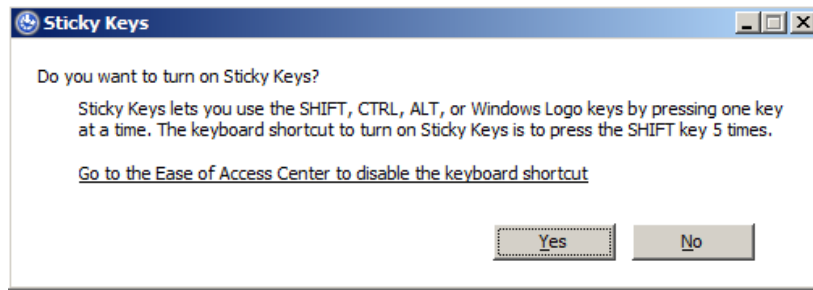 Sticky Keys
Do you want to turn on Sticky Keys?
Sticky Keys lets you use the SHIFT, CTRL, ALT, or Windows Logo keys by pressing one key
at a time. The keyboard shortcut to turn on Sticky Keys is to press the SHIFT key 5 times.
Go to the Ease of Access Center to disable the keyboard shortcut
Yes No